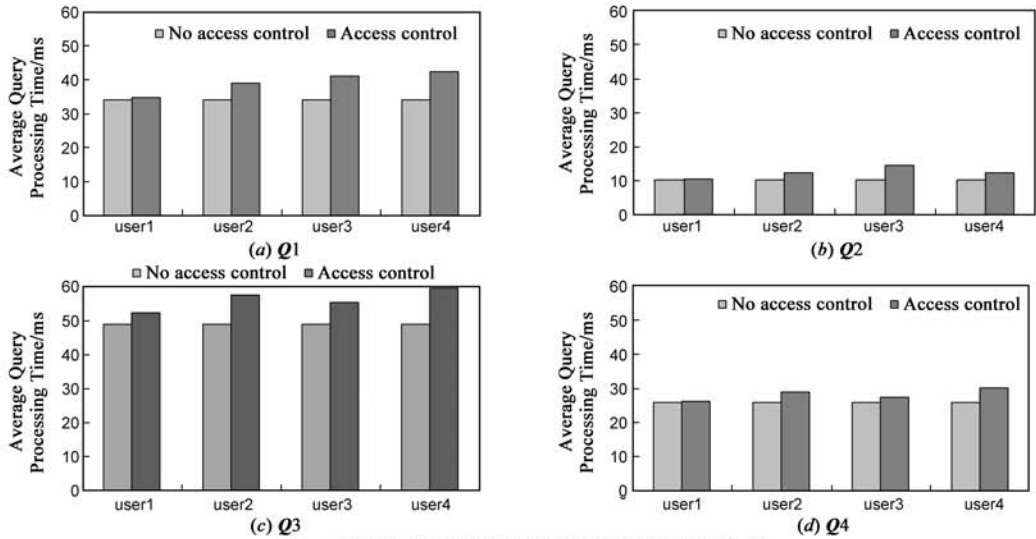 60
50
40
30
20
10
0
Average Query
Processing Time/ms
No access control
Access control
user1 user2 user3 user4
(a) Q1
60
50
40
30
20
10
0
Average Query
Processing Time/ms
No access control
Access control
user1 user2 user3 user4
(b) Q2
No access control
Access control
60
50
40
30
20
10
0
Average Query
Processing Time/ms
user1 user2 user3 user4
(c) Q3
60
50
40
30
20
10
0
Average Query
Processing Time/ms
No access control
Access control
user1 user2 user3 user4
(d) Q4